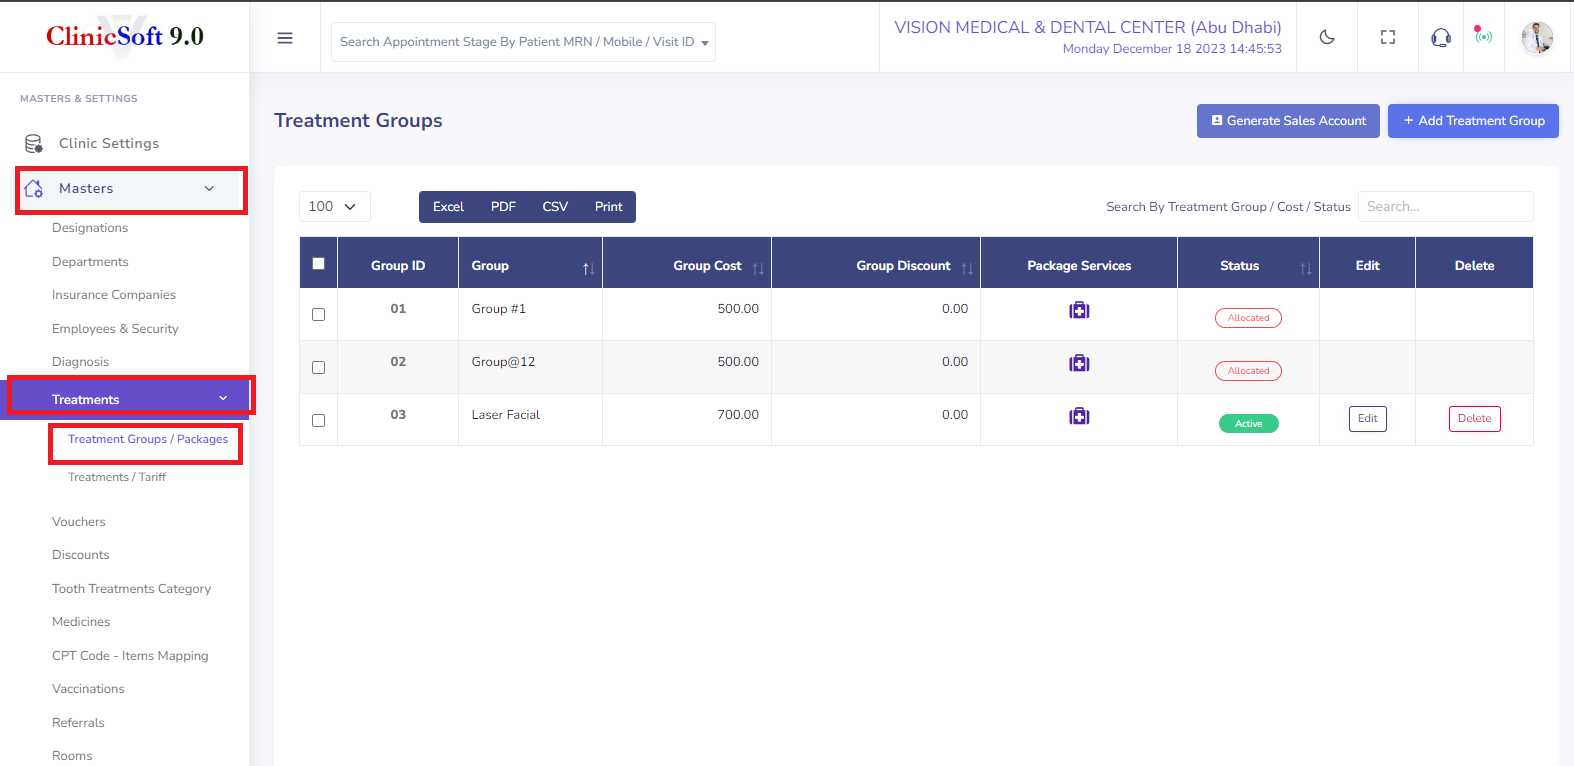 ClinicSoft 9.0
Search Appointment Stage By Patient MRN / Mobile / Visit ID
VISION MEDICAL & DENTAL CENTER (Abu Dhabi)
Monday December 18 2023 14:45:53
MASTERS & SETTINGS
Clinic Settings
Masters
Designations
Departments
Insurance Companies
Employees & Security
Diagnosis
Treatments
Treatment Groups / Packages
Treatments / Tariff
Vouchers
Discounts
Tooth Treatments Category
Medicines
CPT Code - Items Mapping
Vaccinations
Referrals
Rooms
Treatment Groups
Generate Sales Account
+ Add Treatment Group
100
Excel PDF CSV Print
Search By Treatment Group / Cost / Status Search...
Group ID Group Group Cost Group Discount Package Services Status Edit Delete
01 Group #1 500.00 0.00 Allocated
02 Group@12 500.00 0.00 Allocated
03 Laser Facial 700.00 0.00 Active Edit Delete